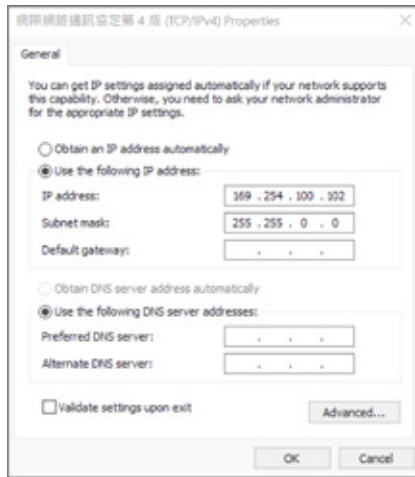 網際網路通訊協定第 4 版 (TCP/IPv4) Properties
General
You can get IP settings assigned automatically if your network supports
this capability. Otherwise, you need to ask your network administrator
for the appropriate IP settings.
Obtain an IP address automatically
Use the following IP address:
IP address: 169 . 254 . 100 . 102
Subnet mask: 255 . 255 . 0 . 0
Default gateway: . . .
Obtain DNS server address automatically
Use the following DNS server addresses:
Preferred DNS server: . . .
Alternate DNS server: . . .
Validate settings upon exit
Advanced...
OK Cancel